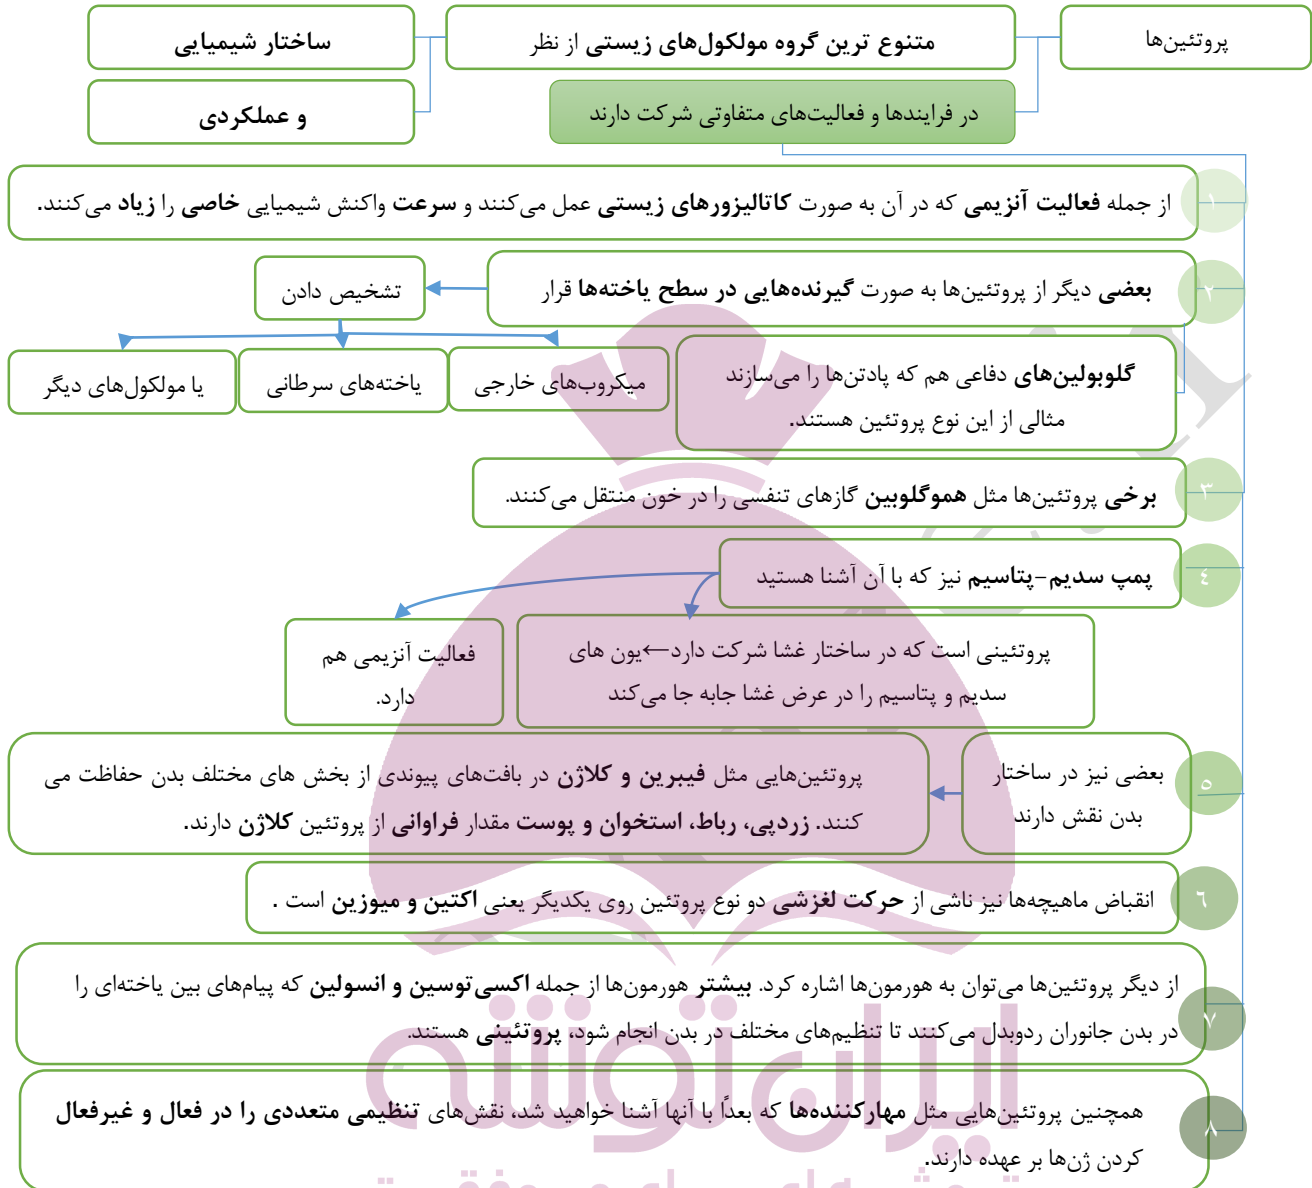 پروتئین‌ها
متنوع ترین گروه مولکول‌های زیستی از نظر
ساختار شیمیایی
و عملکردی
در فرایندها و فعالیت‌های متفاوتی شرکت دارند
۱
از جمله فعالیت آنزیمی که در آن به صورت کاتالیزورهای زیستی عمل می‌کنند و سرعت واکنش شیمیایی خاصی را زیاد می‌کنند.
۲
بعضی دیگر از پروتئین‌ها به صورت گیرنده‌هایی در سطح یاخته‌ها قرار
تشخیص دادن
میکروب‌های خارجی
یاخته‌های سرطانی
یا مولکول‌های دیگر
گلوبولین‌های دفاعی هم که پادتن‌ها را می‌سازند
مثالی از این نوع پروتئین هستند.
۳
برخی پروتئین‌ها مثل هموگلوبین گازهای تنفسی را در خون منتقل می‌کنند.
٤
پمپ سدیم-پتاسیم نیز که با آن آشنا هستید
پروتئینی است که در ساختار غشا شرکت دارد←یون های
سدیم و پتاسیم را در عرض غشا جابه جا می‌کند
فعالیت آنزیمی هم
دارد.
۵
بعضی نیز در ساختار
بدن نقش دارند
پروتئین‌هایی مثل فیبرین و کلاژن در بافت‌های پیوندی از بخش های مختلف بدن حفاظت می
کنند. زردپی، رباط، استخوان و پوست مقدار فراوانی از پروتئین کلاژن دارند.
٦
انقباض ماهیچه‌ها نیز ناشی از حرکت لغزشی دو نوع پروتئین روی یکدیگر یعنی اکتین و میوزین است .
۷
از دیگر پروتئین‌ها می‌توان به هورمون‌ها اشاره کرد. بیشتر هورمون‌ها از جمله اکسی‌توسین و انسولین که پیام‌های بین یاخته‌ای را
در بدن جانوران ردوبدل می‌کنند تا تنظیم‌های مختلف در بدن انجام شود، پروتئینی هستند.
۸
همچنین پروتئین‌هایی مثل مهارکننده‌ها که بعداً با آنها آشنا خواهید شد، نقش‌های تنظیمی متعددی را در فعال و غیرفعال
کردن ژن‌ها بر عهده دارند.
ایران توشه